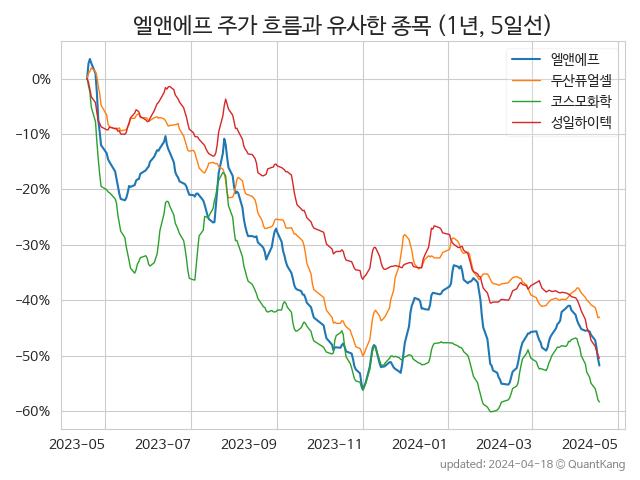 엘앤에프 주가 흐름과 유사한 종목 (1년, 5일선)
엘앤에프
두산퓨얼셀
코스모화학
성일하이텍
0%
−10%
−20%
−30%
−40%
−50%
−60%
2023-05 2023-07 2023-09 2023-11 2024-01 2024-03 2024-05
updated: 2024-04-18 © QuantKang